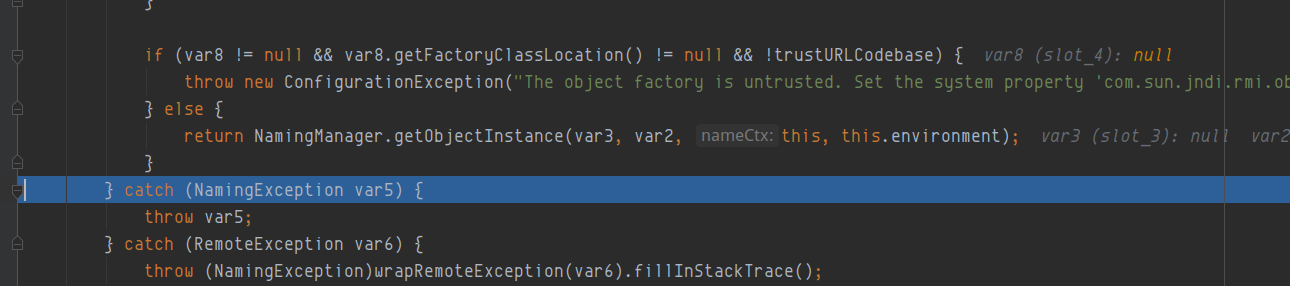 }
if (var8 != null && var8.getFactoryClassLocation() != null && !trustURLCodebase) { var8 (slot_4): null
throw new ConfigurationException("The object factory is untrusted. Set the system property 'com.sun.jndi.rmi.ob
} else {
return NamingManager.getObjectInstance(var3, var2, nameCtx: this, this.environment); var3 (slot_3): null var2
}
} catch (NamingException var5) {
throw var5;
} catch (RemoteException var6) {
throw (NamingException)wrapRemoteException(var6).fillInStackTrace();